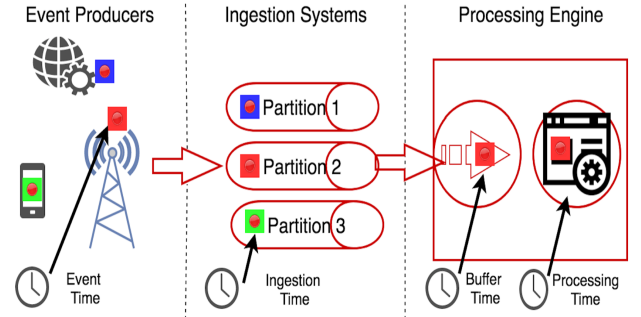 Event Producers
Ingestion Systems
Processing Engine
Partition 1
Partition 2
Partition 3
Event
Time
Ingestion
Time
Buffer
Time
Processing
Time